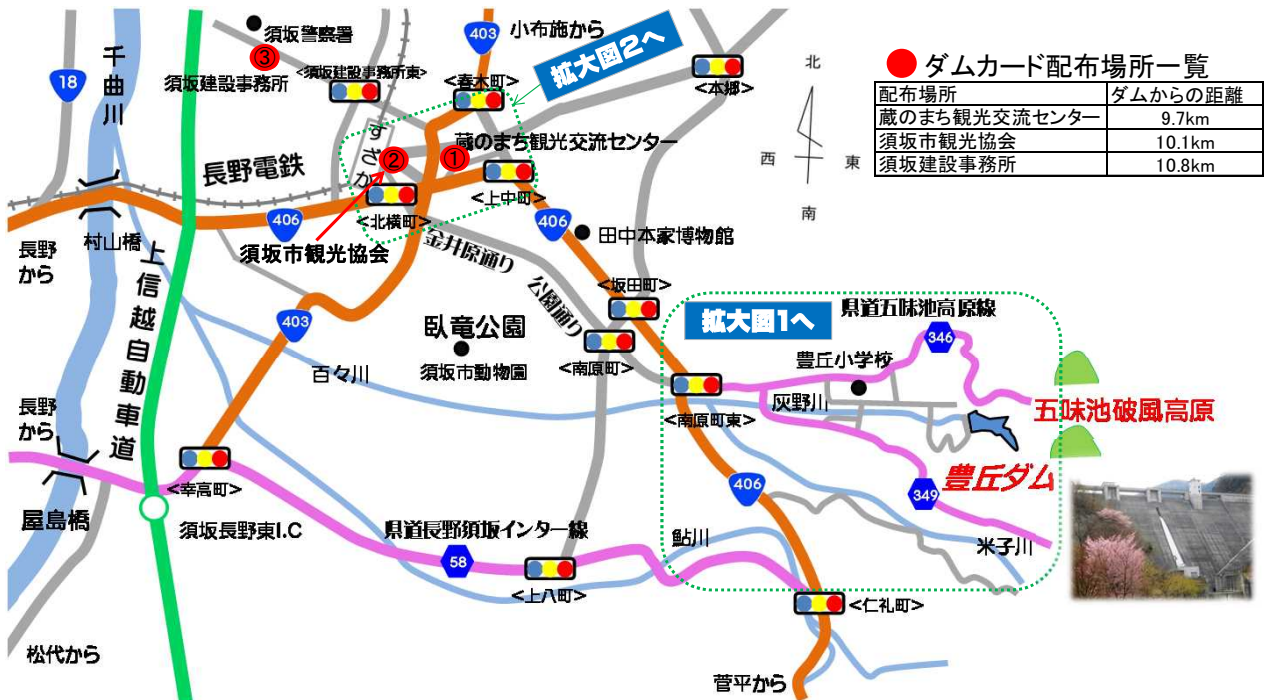 須坂警察署
403
小布施から
拡大図2へ
北
●ダムカード配布場所一覧
千曲川
18
③
須坂建設事務所
<須坂建設事務所東>
<春木町>
<本郷>
配布場所
ダムからの距離
蔵のまち観光交流センター
9.7km
須坂市観光協会
10.1km
須坂建設事務所
10.8km
すざか
蔵のまち観光交流センター
②
①
西
東
長野電鉄
<上中町>
南
<北横町>
406
406
田中本家博物館
村山橋
長野から
須坂市観光協会
金井原通り
上信越自動車道
<坂田町>
公園通り
拡大図1へ
県道五味池高原線
403
臥竜公園
346
<南原町>
豊丘小学校
百々川
須坂市動物園
長野から
灰野川
五味池破風高原
<南原町東>
<幸高町>
豊丘ダム
406
349
屋島橋
須坂長野東I.C
県道長野須坂インター線
鮎川
米子川
58
<上八町>
<仁礼町>
松代から
菅平から